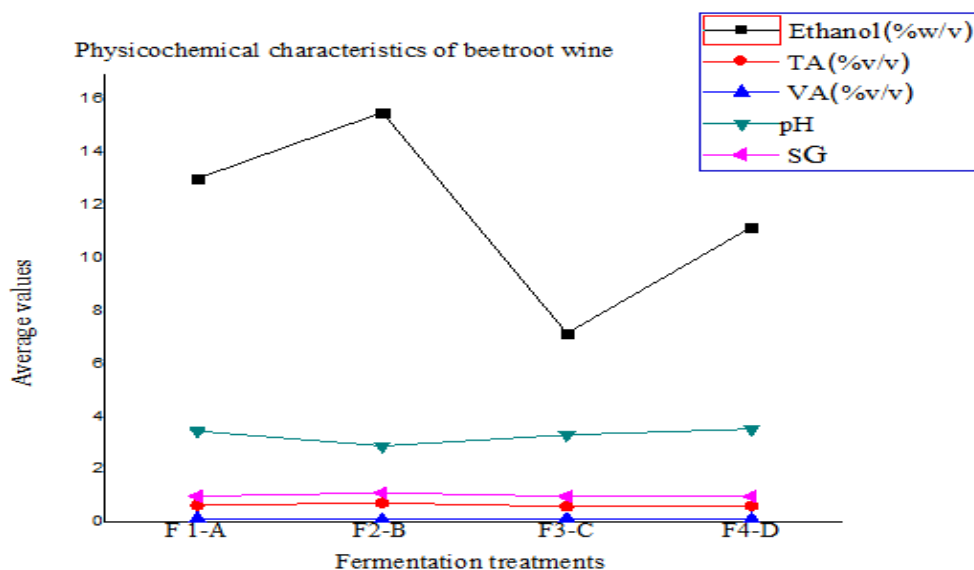 Physicochemical characteristics of beetroot wine
Ethanol(%w/v)
TA(%v/v)
VA(%v/v)
pH
SG
Average values
16
14
12
10
8
6
4
2
0
F 1-A F2-B F3-C F4-D
Fermentation treatments